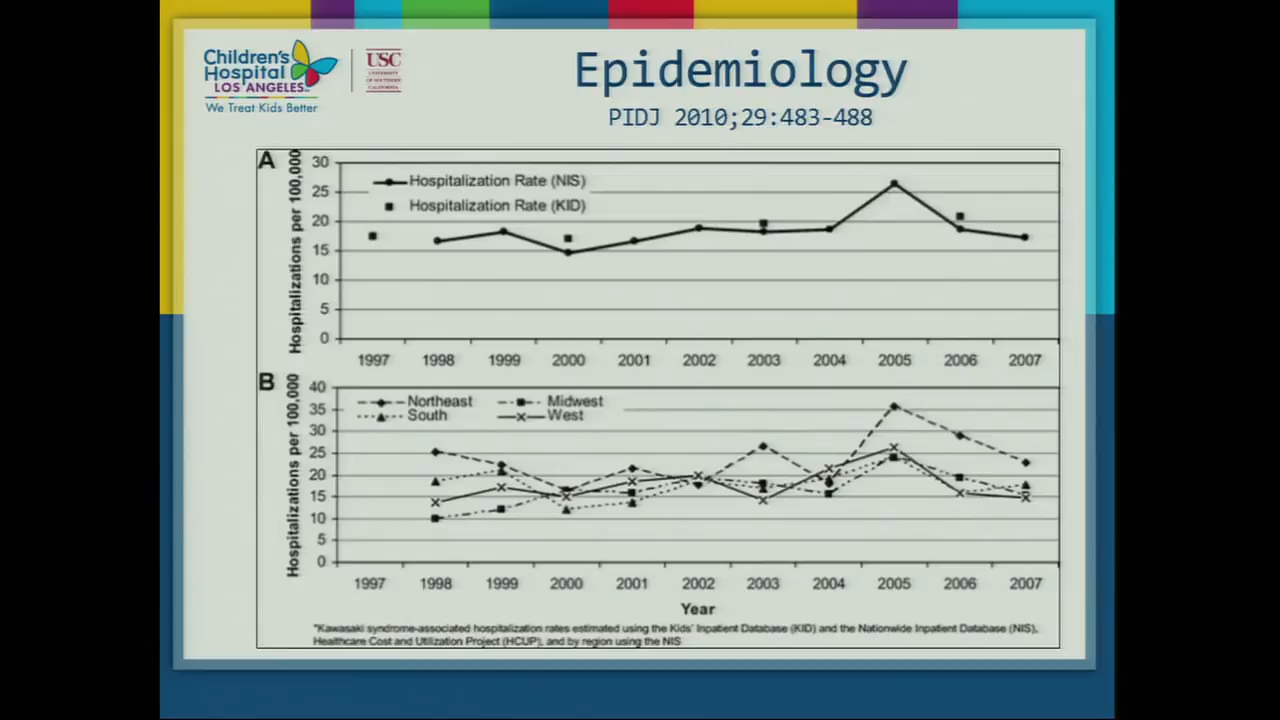 Children's
Hospital
LOS ANGELES
We Treat Kids Better
USC
UNIVERSITY
OF SOUTHERN
CALIFORNIA
Epidemiology
PIDJ 2010;29:483-488
A
Hospitalizations per 100,000
30
25
20
15
10
5
0
Hospitalization Rate (NIS)
Hospitalization Rate (KID)
1997 1998 1999 2000 2001 2002 2003 2004 2005 2006 2007
B
Hospitalizations per 100,000
40
35
30
25
20
15
10
5
0
Northeast Midwest
South West
1997 1998 1999 2000 2001 2002 2003 2004 2005 2006 2007
Year
*Kawasaki syndrome-associated hospitalization rates estimated using the Kids' Inpatient Database (KID) and the Nationwide Inpatient Database (NIS),
Healthcare Cost and Utilization Project (HCUP), and by region using the NIS